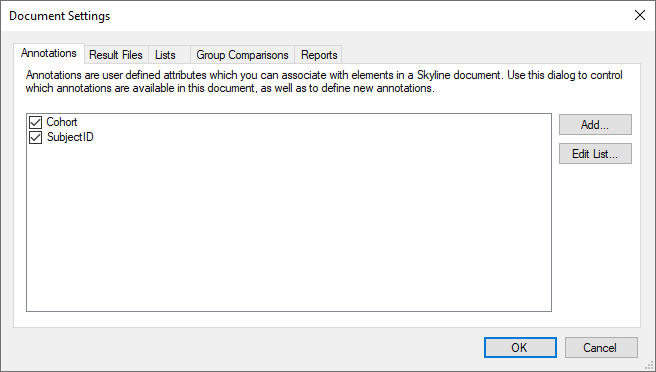 Document Settings
Annotations Result Files Lists Group Comparisons Reports
Annotations are user defined attributes which you can associate with elements in a Skyline document. Use this dialog to control
which annotations are available in this document, as well as to define new annotations.
Cohort
SubjectID
Add...
Edit List...
OK Cancel